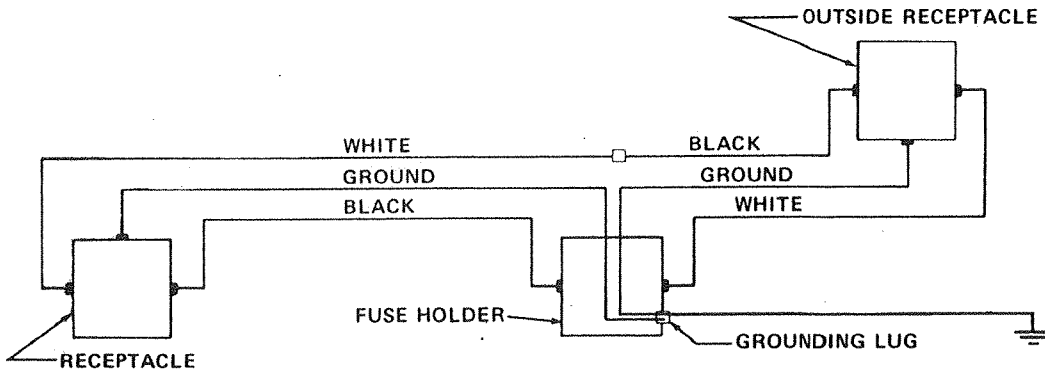 OUTSIDE RECEPTACLE
WHITE
BLACK
GROUND
GROUND
BLACK
WHITE
FUSE HOLDER
GROUNDING LUG
RECEPTACLE